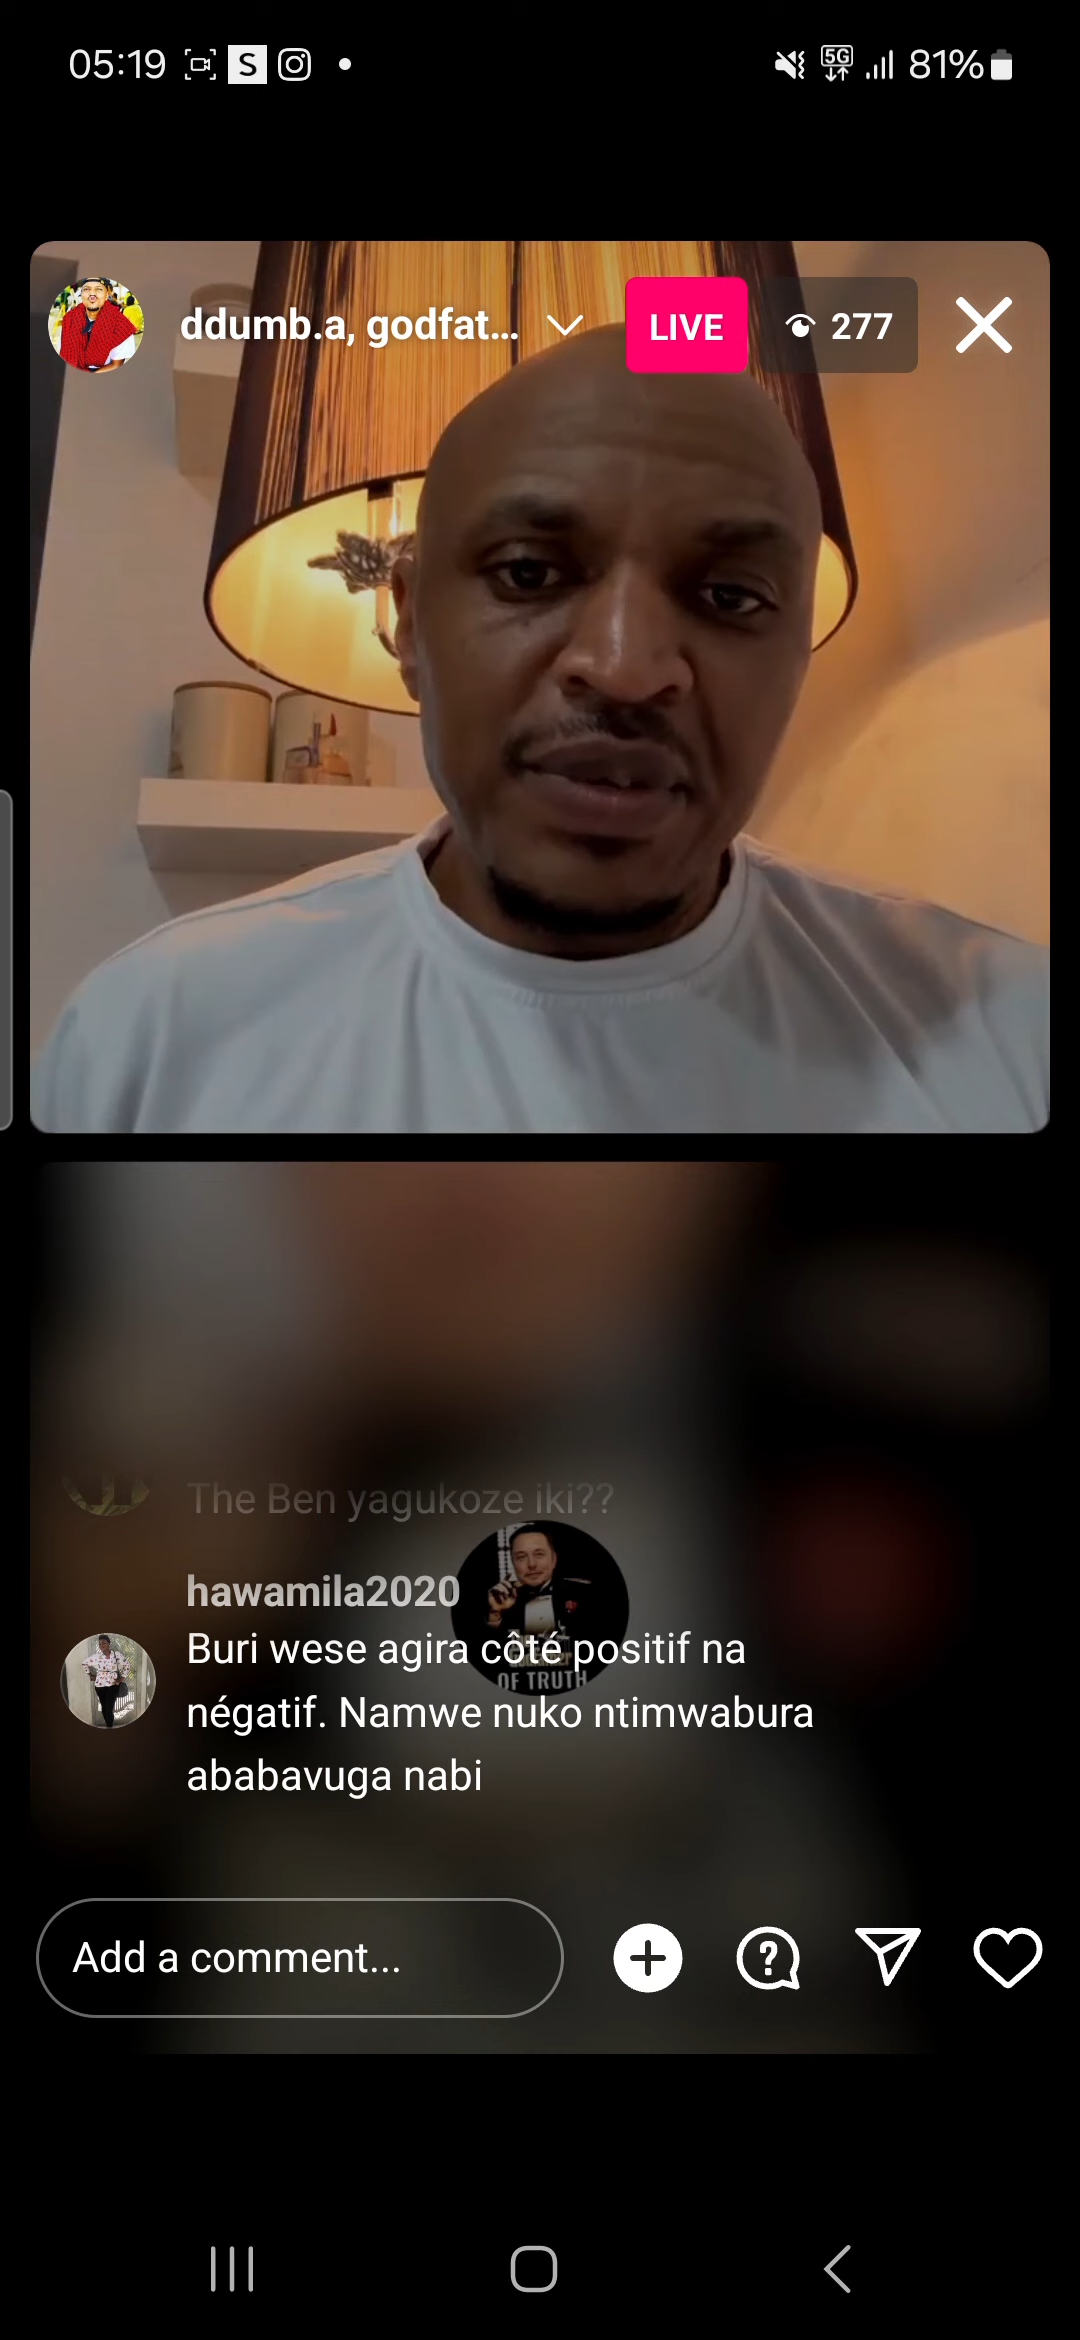 05:19 S 5G 81%
ddumb.a, godfat... LIVE 277
The Ben yagukoze iki??
hawamila2020
Buri wese agira côté positif na
négatif. Namwe nuko ntimwabura
ababavuga nabi
OF TRUTH
Add a comment...